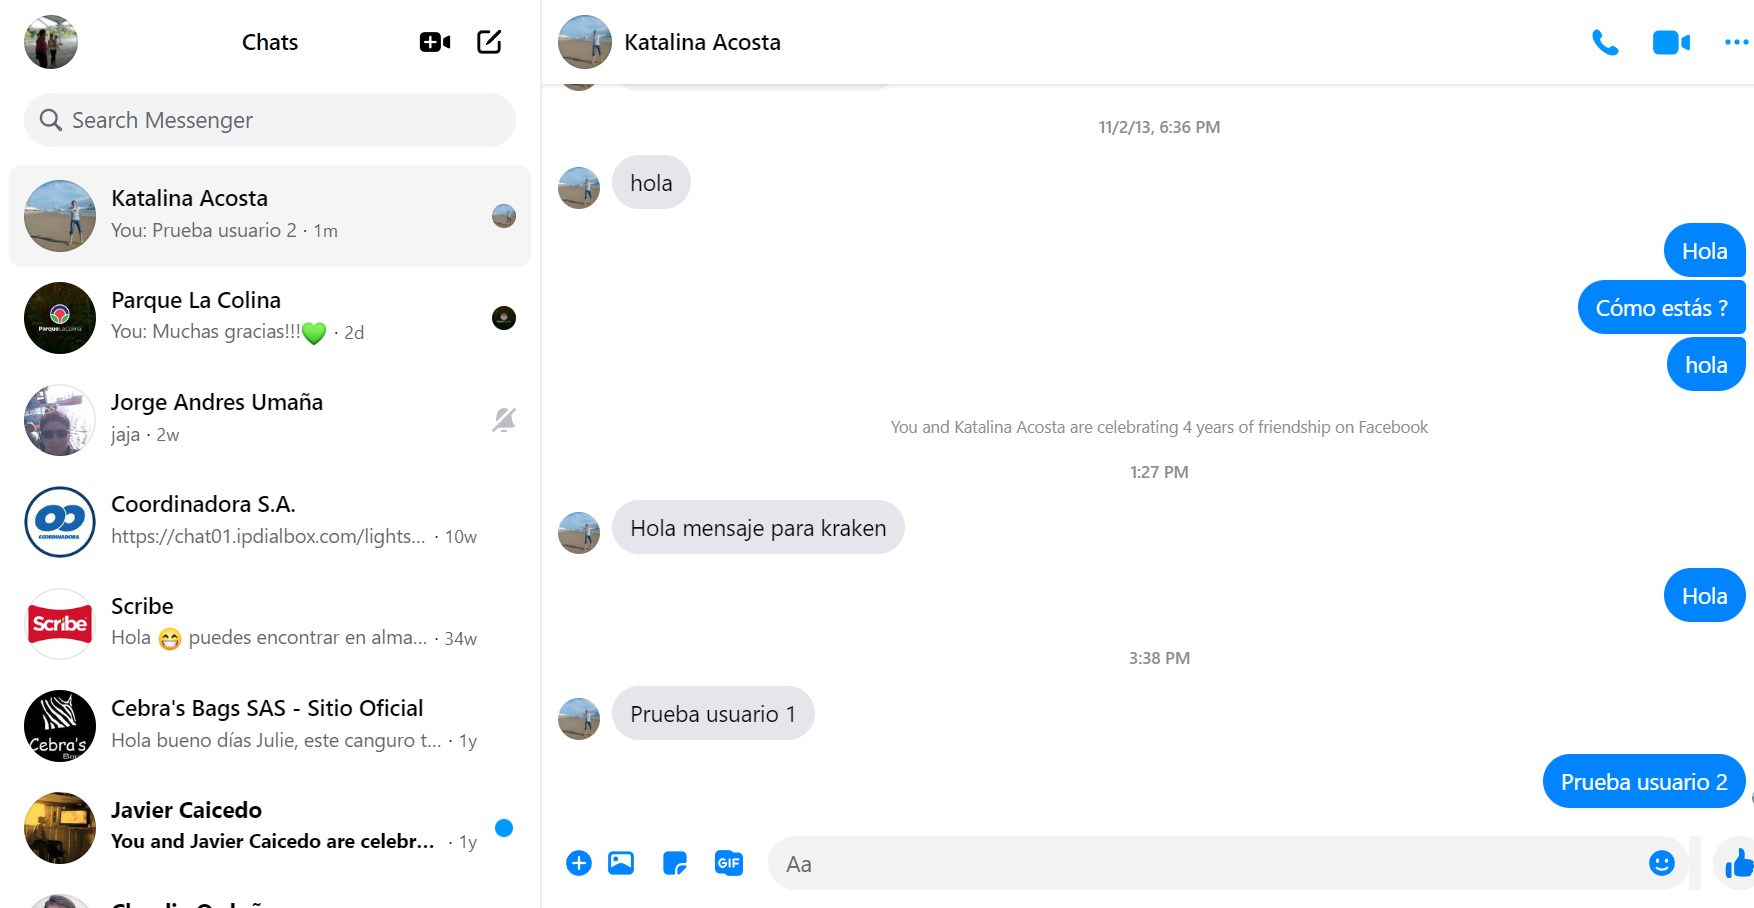 Chats
Search Messenger
Katalina Acosta
You: Prueba usuario 2 · 1m
Parque La Colina
ParqueLaColina
You: Muchas gracias!!!💚 · 2d
Jorge Andres Umaña
jaja · 2w
Coordinadora S.A.
COORDINADORA
https://chat01.ipdialbox.com/lights... · 10w
Scribe
Scribe
Hola 😁 puedes encontrar en alma... · 34w
Cebra's Bags SAS - Sitio Oficial
Cebra's
Hola bueno días Julie, este canguro t... · 1y
Javier Caicedo
You and Javier Caicedo are celebr... · 1y
Katalina Acosta
11/2/13, 6:36 PM
hola
Hola
Cómo estás ?
hola
You and Katalina Acosta are celebrating 4 years of friendship on Facebook
1:27 PM
Hola mensaje para kraken
Hola
3:38 PM
Prueba usuario 1
Prueba usuario 2
GIF
Aa